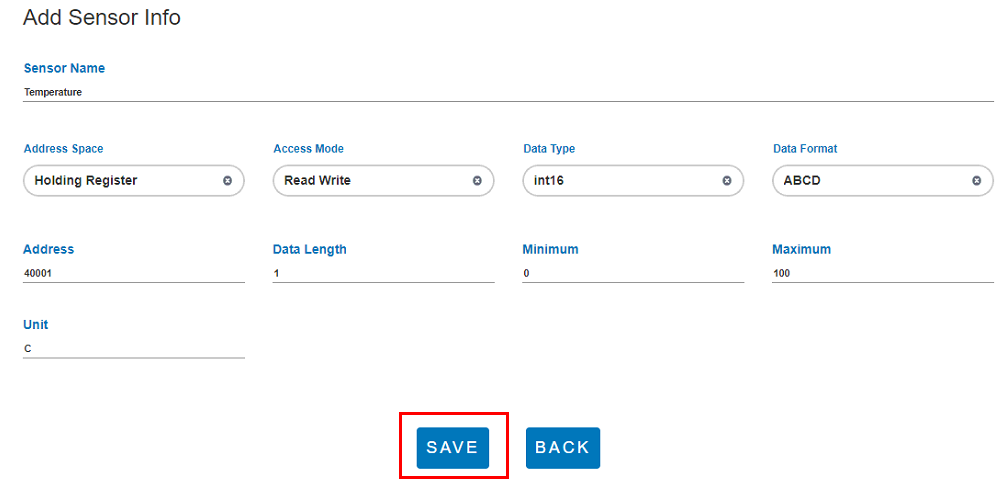 Add Sensor Info
Sensor Name
Temperature
Address Space Access Mode Data Type Data Format
Holding Register Read Write int16 ABCD
Address Data Length Minimum Maximum
40001 1 0 100
Unit
C
SAVE BACK